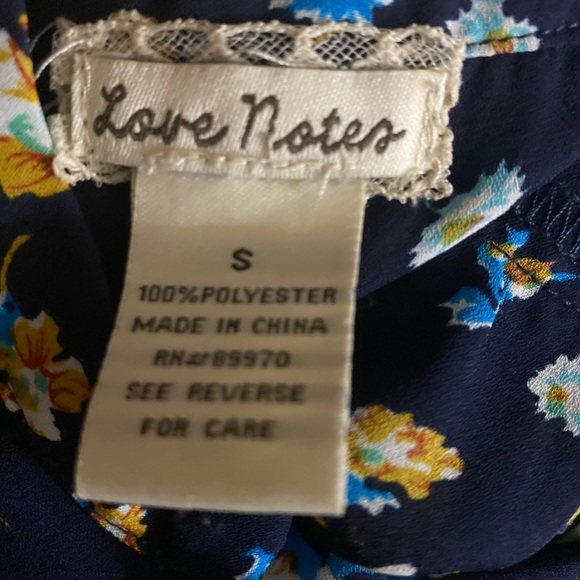 Love Notes
S
100%POLYESTER
MADE IN CHINA
RN#89970
SEE REVERSE
FOR CARE